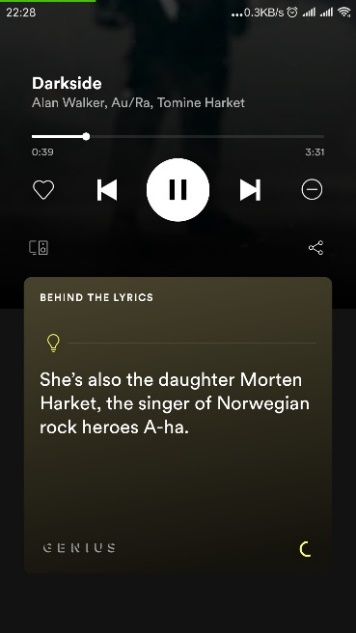 22:28 ...0.3KB/s
Darkside
Alan Walker, Au/Ra, Tomine Harket
0:39 3:31
BEHIND THE LYRICS
She's also the daughter Morten
Harket, the singer of Norwegian
rock heroes A-ha.
GENIUS